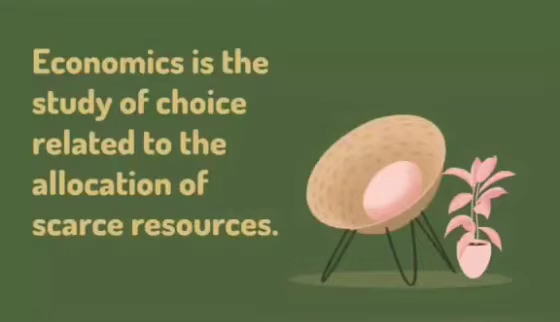 Economics is the
study of choice
related to the
allocation of
scarce resources.